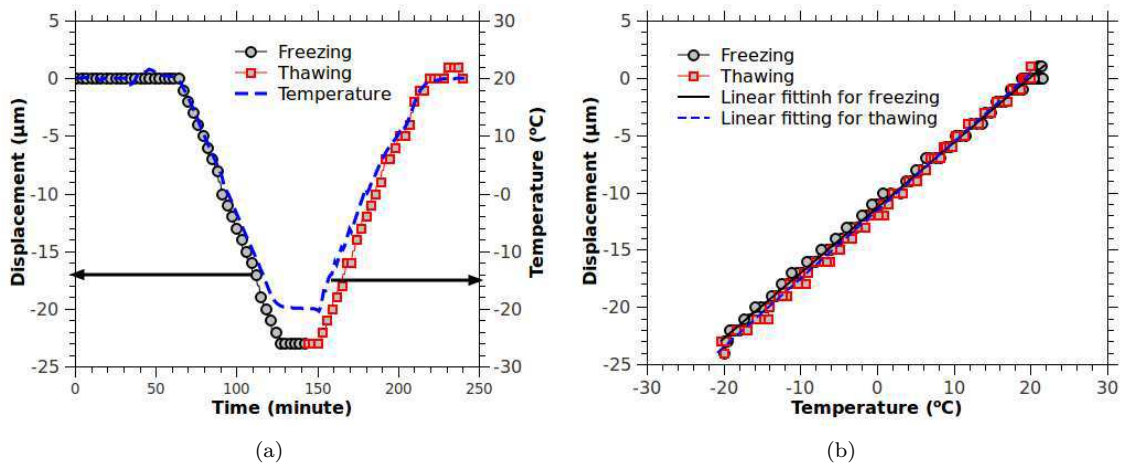 5
0
-5
-10
-15
-20
-25
Displacement (μm)
30
20
10
-0
-10
-20
-30
Temperature (ºC)
Freezing
Thawing
Temperature
0
50
100
150
200
250
Time (minute)
(a)
5
0
-5
-10
-15
-20
-25
Displacement (μm)
Freezing
Thawing
Linear fittinh for freezing
Linear fitting for thawing
-30
-20
-10
0
10
20
30
Temperature (ºC)
(b)